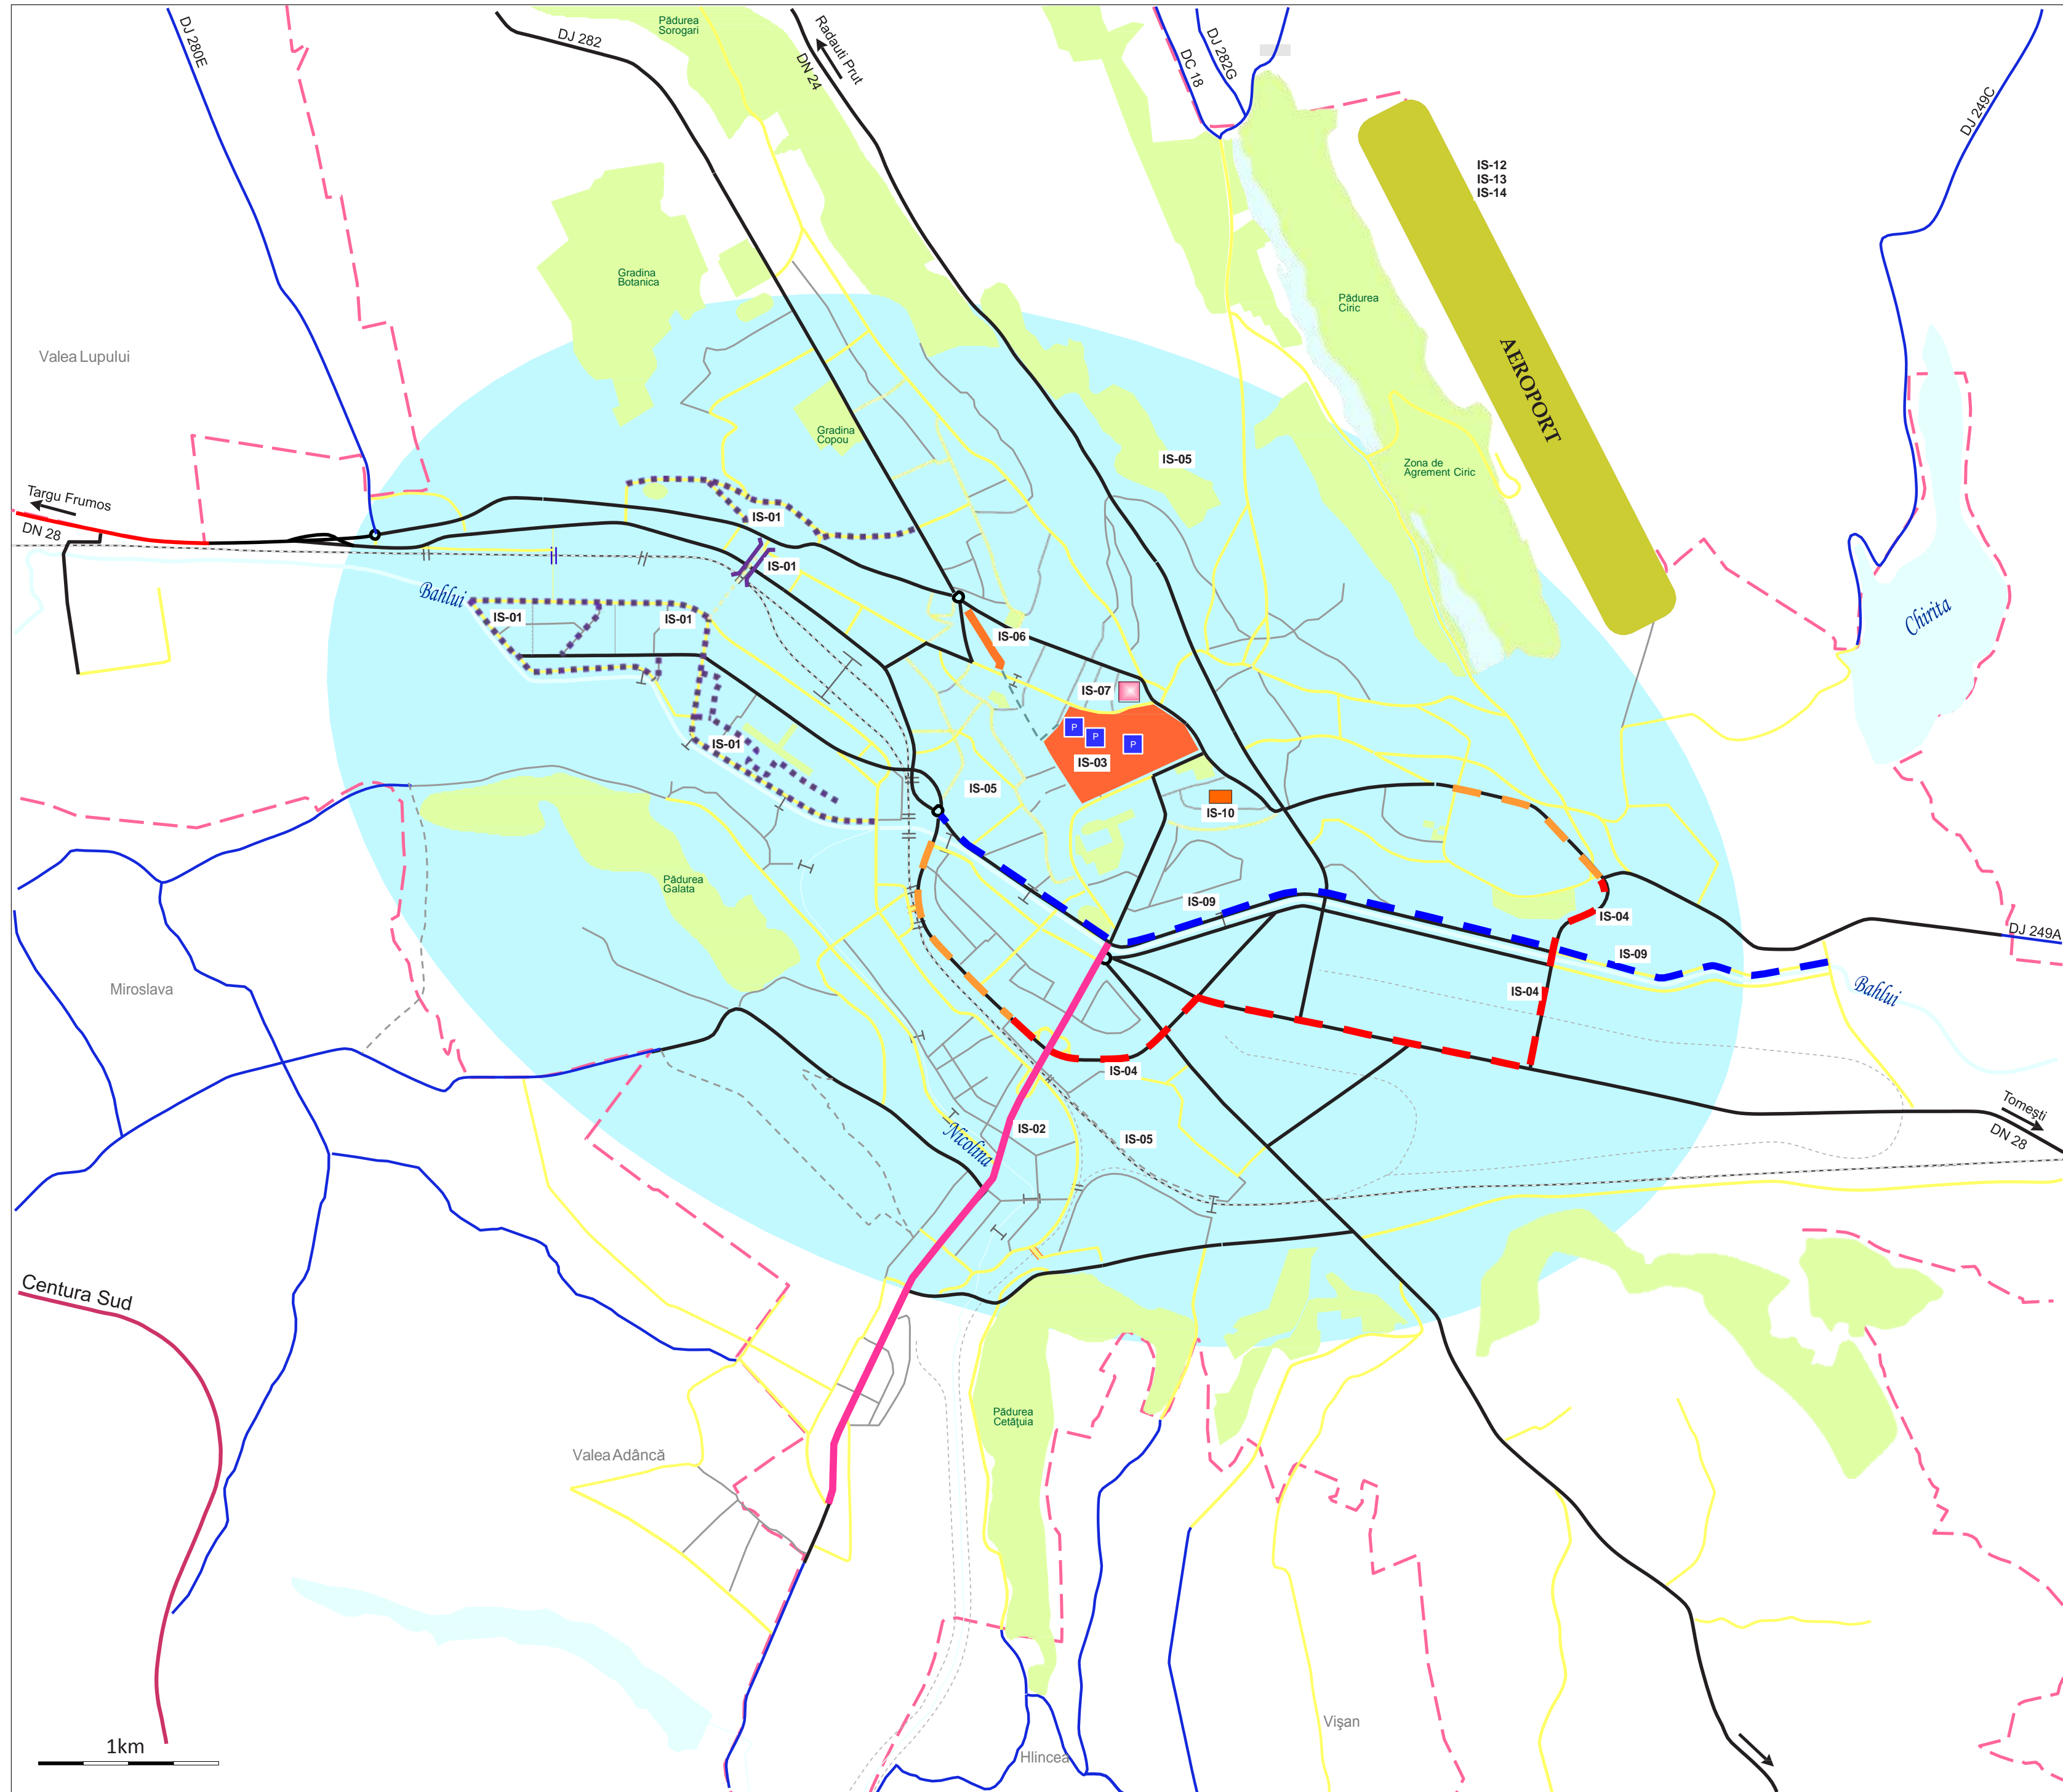 DJ 280E
DJ 282
Pădurea
Sorogari
DN 24
Radauti Prut
DC 18
DJ 282G
DJ 249C
IS-12
IS-13
IS-14
Gradina
Botanica
Pădurea
Ciric
AEROPORT
Valea Lupului
Gradina
Copou
IS-05
Zona de
Agrement Ciric
Targu Frumos
DN 28
IS-01
IS-01
Bahlui
IS-01
IS-01
IS-06
Chirita
IS-07
P
P
P
IS-01
IS-03
IS-05
IS-10
Pădurea
Galata
IS-09
IS-04
DJ 249A
IS-09
Miroslava
IS-04
Bahlui
IS-04
Tomeşti
DN 28
IS-02
Nicolina
IS-05
Centura Sud
Pădurea
Cetăţuia
Valea Adâncă
Vişan
1km
Hlincea